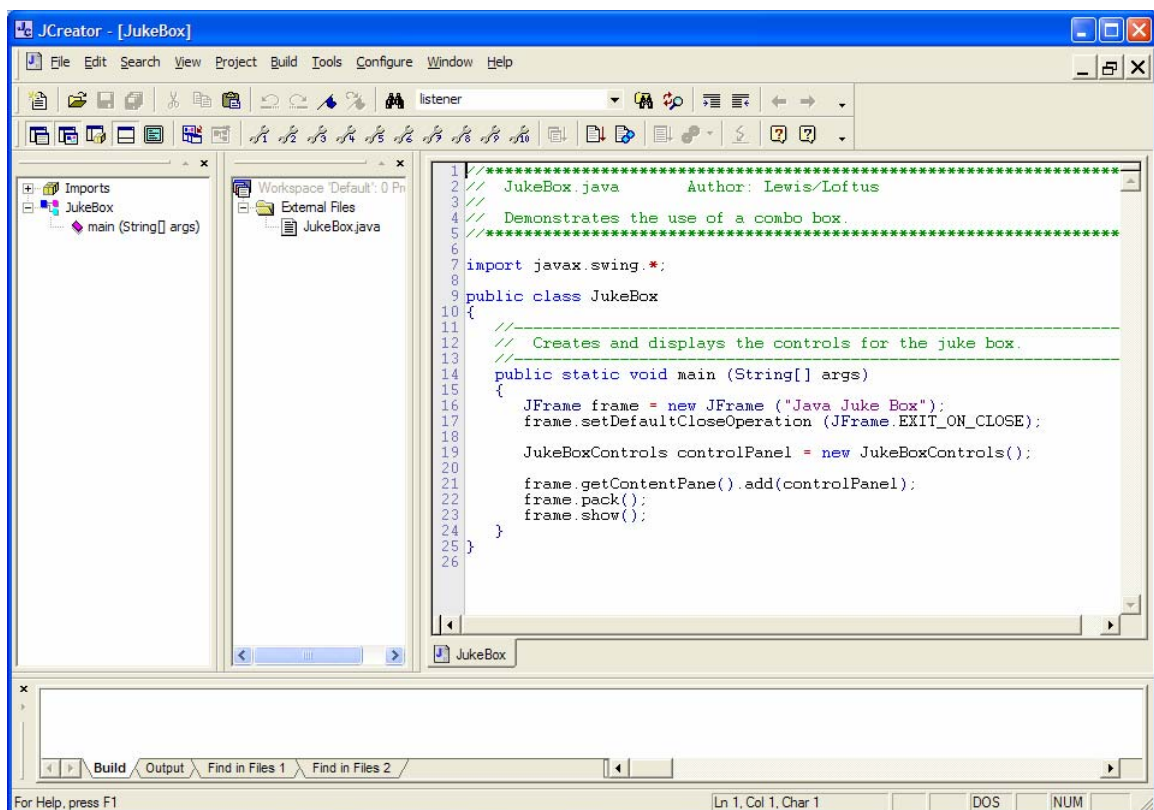 JCreator - [JukeBox]
File Edit Search View Project Build Tools Configure Window Help
listener
Imports
JukeBox
main (String[] args)
Workspace 'Default': 0 Pr
External Files
JukeBox.java
1 //********************************************************************
2 //  JukeBox.java       Author: Lewis/Loftus
3 //
4 //  Demonstrates the use of a combo box.
5 //********************************************************************
6
7 import javax.swing.*;
8
9 public class JukeBox
10 {
11    //-----------------------------------------------------------------
12    //  Creates and displays the controls for the juke box.
13    //-----------------------------------------------------------------
14    public static void main (String[] args)
15    {
16       JFrame frame = new JFrame ("Java Juke Box");
17       frame.setDefaultCloseOperation (JFrame.EXIT_ON_CLOSE);
18
19       JukeBoxControls controlPanel = new JukeBoxControls();
20
21       frame.getContentPane().add(controlPanel);
22       frame.pack();
23       frame.show();
24    }
25 }
26
JukeBox
Build Output Find in Files 1 Find in Files 2
For Help, press F1 Ln 1, Col 1, Char 1 DOS NUM